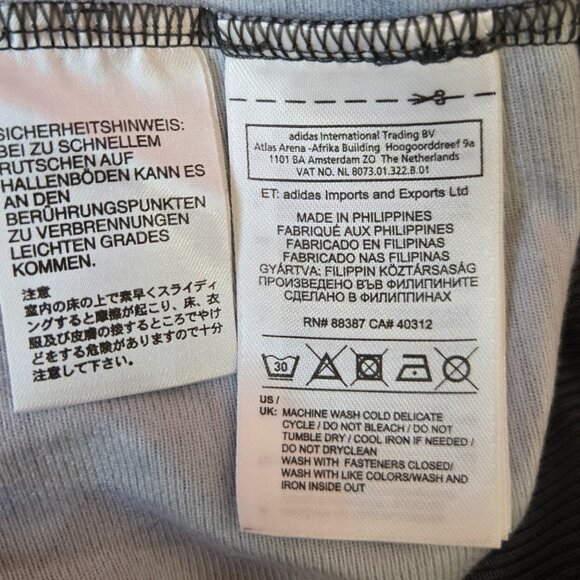 SICHERHEITSHINWEIS:
BEI ZU SCHNELLEM
RUTSCHEN AUF
HALLENBÖDEN KANN ES
AN DEN
BERÜHRUNGSPUNKTEN
ZU VERBRENNUNGEN
LEICHTEN GRADES
KOMMEN.
注意
室内の床の上で素早くスライディ
ングすると摩擦が起こり、床、衣
服及び皮膚の接するところでやけ
どをする危険がありますので十分
注意して下さい。
adidas International Trading BV
Atlas Arena -Afrika Building Hoogoorddreef 9a
1101 BA Amsterdam ZO The Netherlands
VAT NO. NL 8073.01.322.B.01
ET: adidas Imports and Exports Ltd
MADE IN PHILIPPINES
FABRIQUÉ AUX PHILIPPINES
FABRICADO EN FILIPINAS
FABRICADO NAS FILIPINAS
GYÁRTVA: FILIPPIN KÖZTÁRSASÁG
ПРОИЗВЕДЕНО ВЪВ ФИЛИПИНИТЕ
СДЕЛАНО В ФИЛИППИНАХ
RN# 88387 CA# 40312
30
US /
UK: MACHINE WASH COLD DELICATE
CYCLE / DO NOT BLEACH / DO NOT
TUMBLE DRY / COOL IRON IF NEEDED /
DO NOT DRYCLEAN
WASH WITH FASTENERS CLOSED/
WASH WITH LIKE COLORS/WASH AND
IRON INSIDE OUT